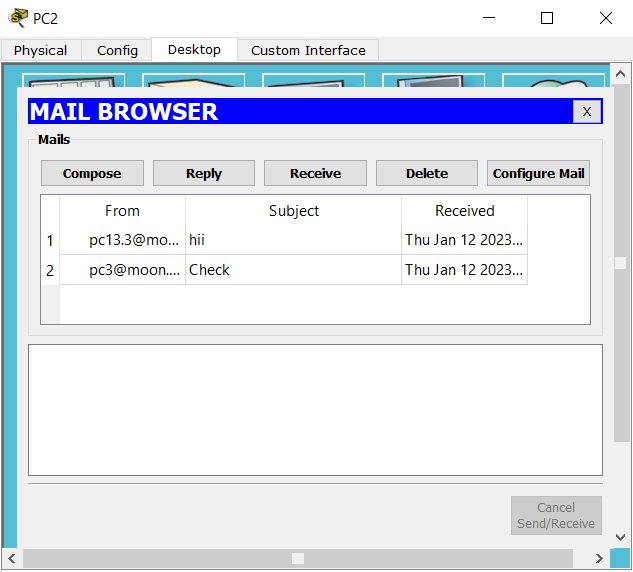 PC2
Physical Config Desktop Custom Interface
MAIL BROWSER X
Mails
Compose Reply Receive Delete Configure Mail
From Subject Received
1 pc13.3@mo... hii Thu Jan 12 2023...
2 pc3@moon.... Check Thu Jan 12 2023...
Cancel
Send/Receive